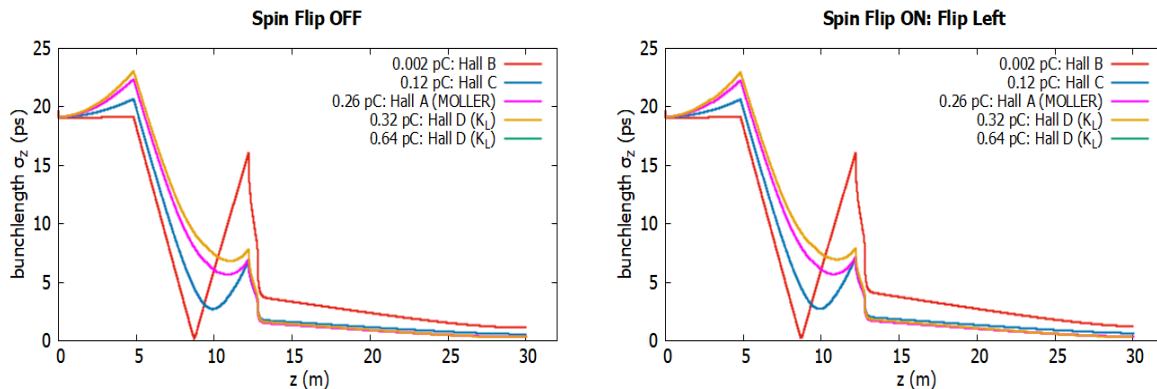 Spin Flip OFF
25
20
15
10
5
0
0 5 10 15 20 25 30
bunchlength σz (ps)
z (m)
0.002 pC: Hall B
0.12 pC: Hall C
0.26 pC: Hall A (MOLLER)
0.32 pC: Hall D (KL)
0.64 pC: Hall D (KL)
Spin Flip ON: Flip Left
25
20
15
10
5
0
0 5 10 15 20 25 30
bunchlength σz (ps)
z (m)
0.002 pC: Hall B
0.12 pC: Hall C
0.26 pC: Hall A (MOLLER)
0.32 pC: Hall D (KL)
0.64 pC: Hall D (KL)